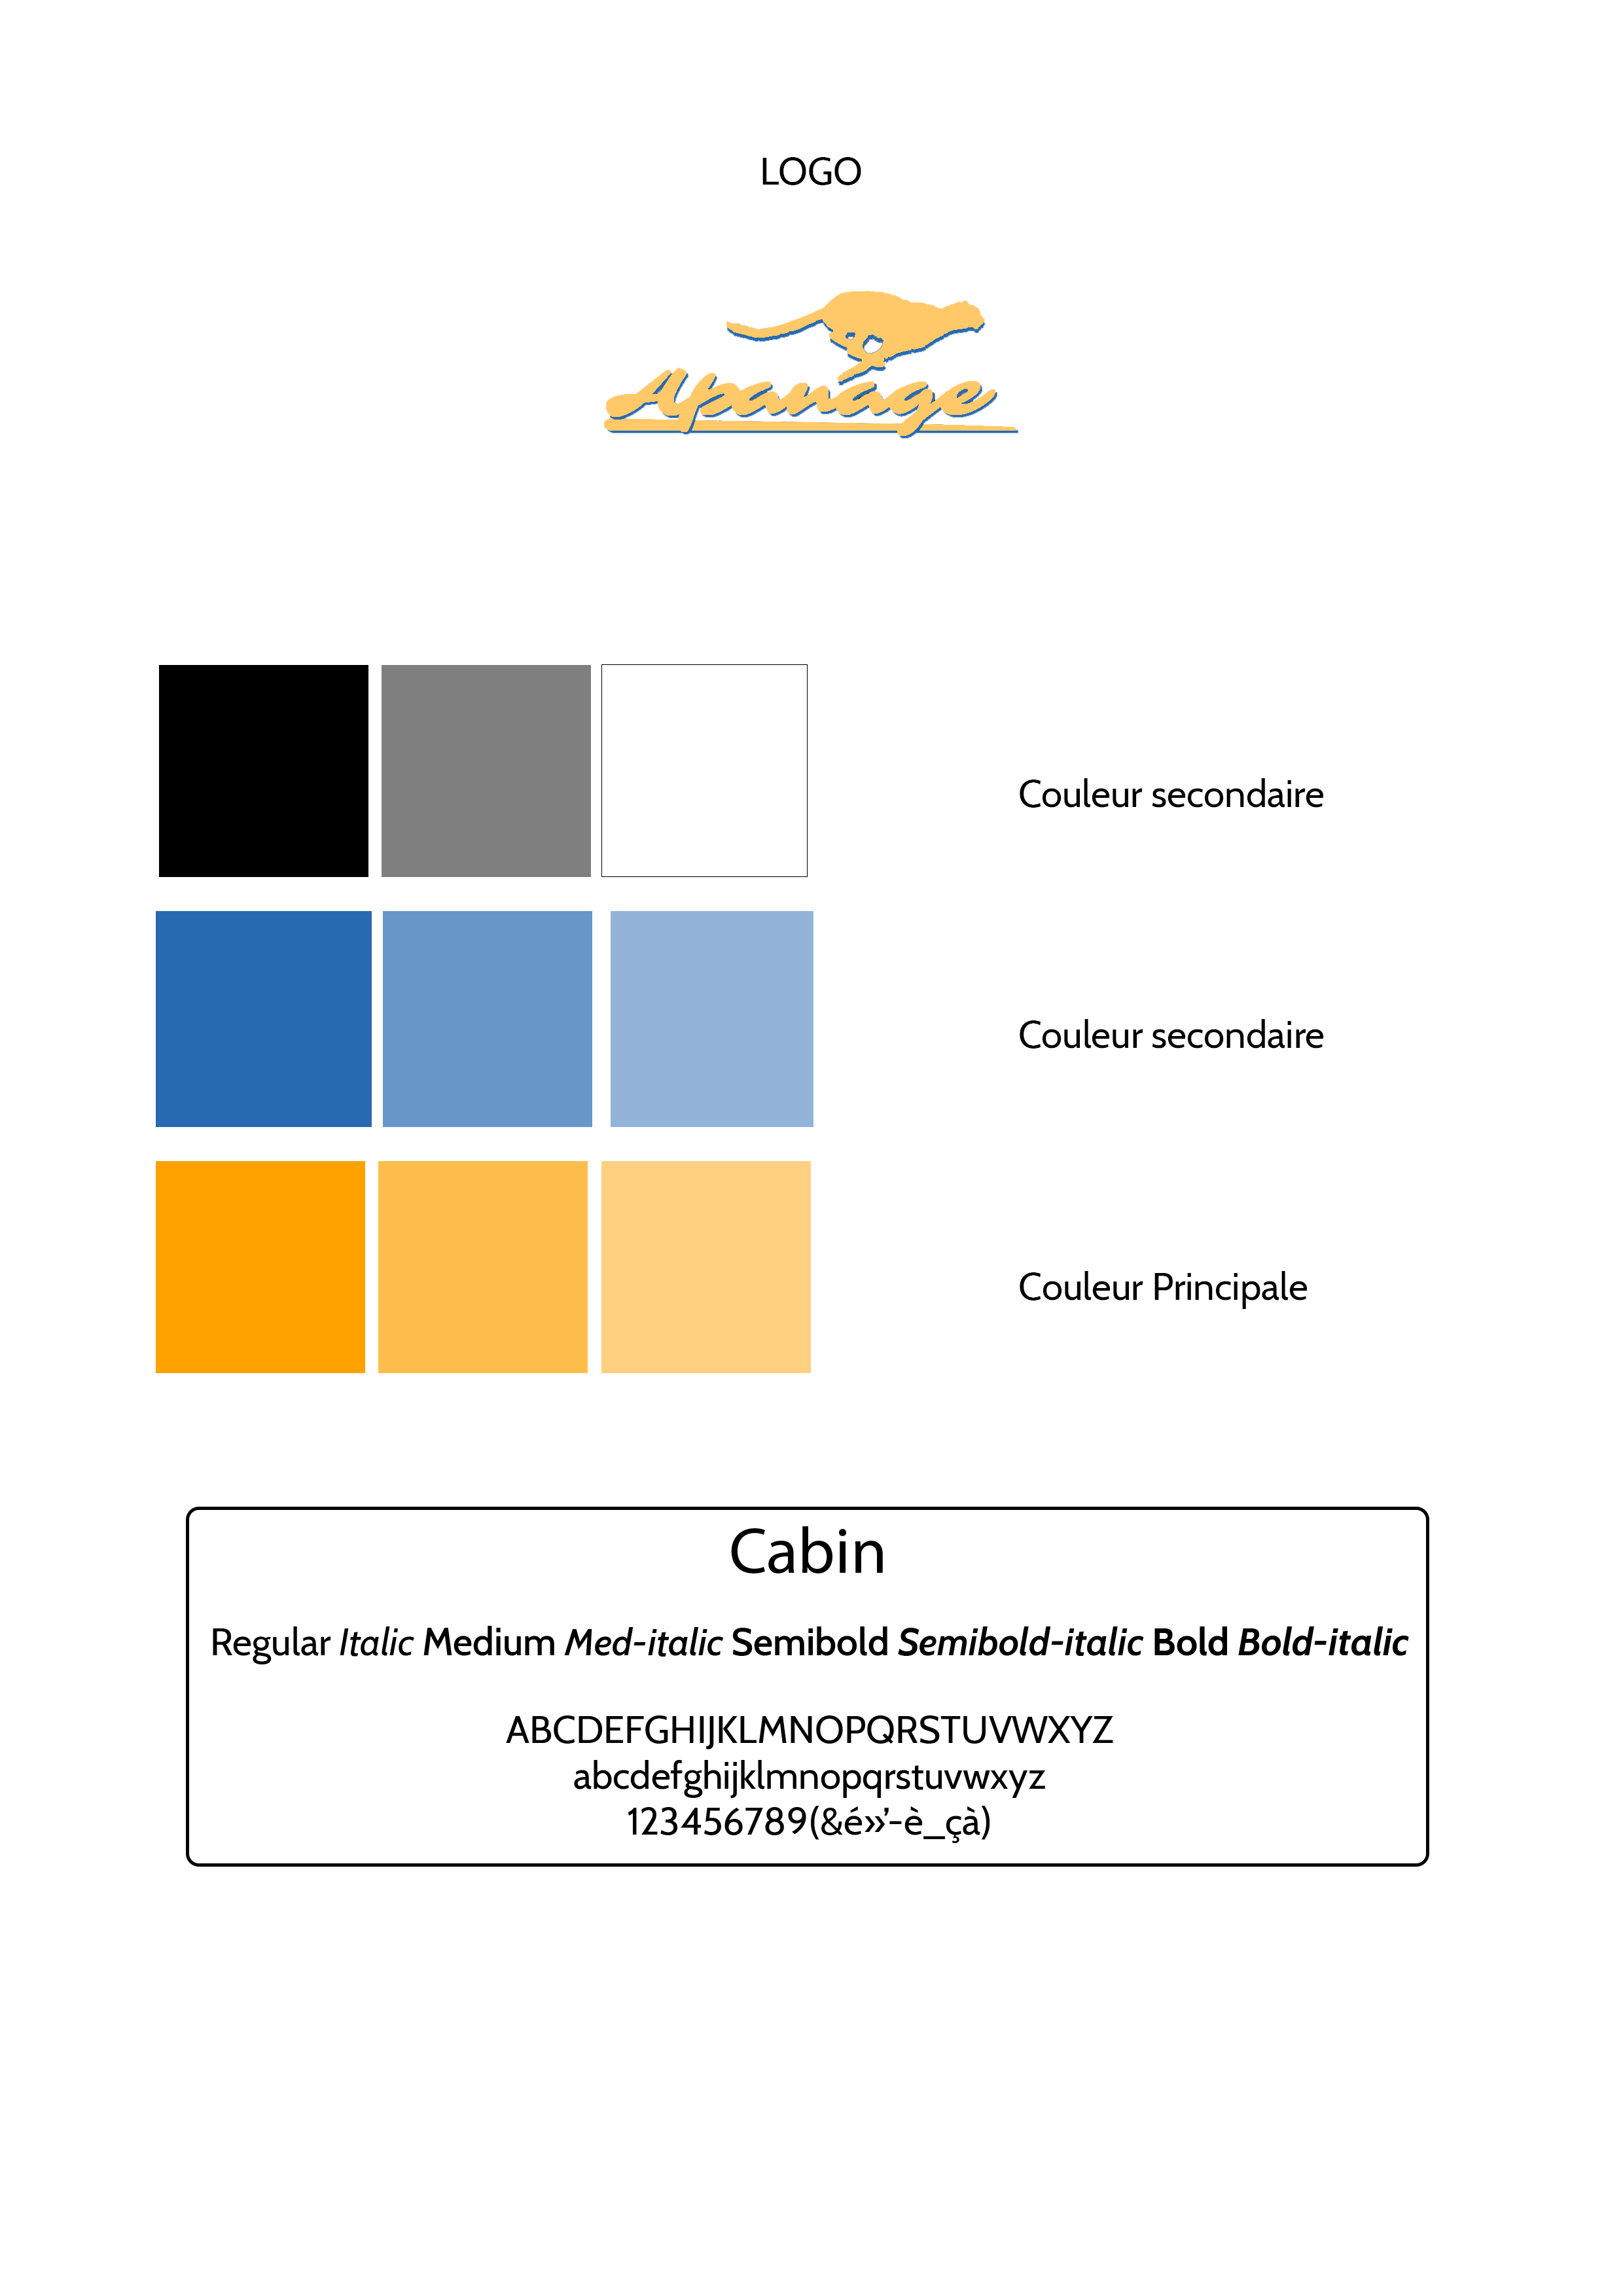 LOGO
Apanage
Couleur secondaire
Couleur secondaire
Couleur Principale
Cabin
Regular Italic Medium Med-italic Semibold Semibold-italic Bold Bold-italic
ABCDEFGHIJKLMNOPQRSTUVWXYZ
abcdefghijklmnopqrstuvwxyz
123456789(&é»’-è_çà)